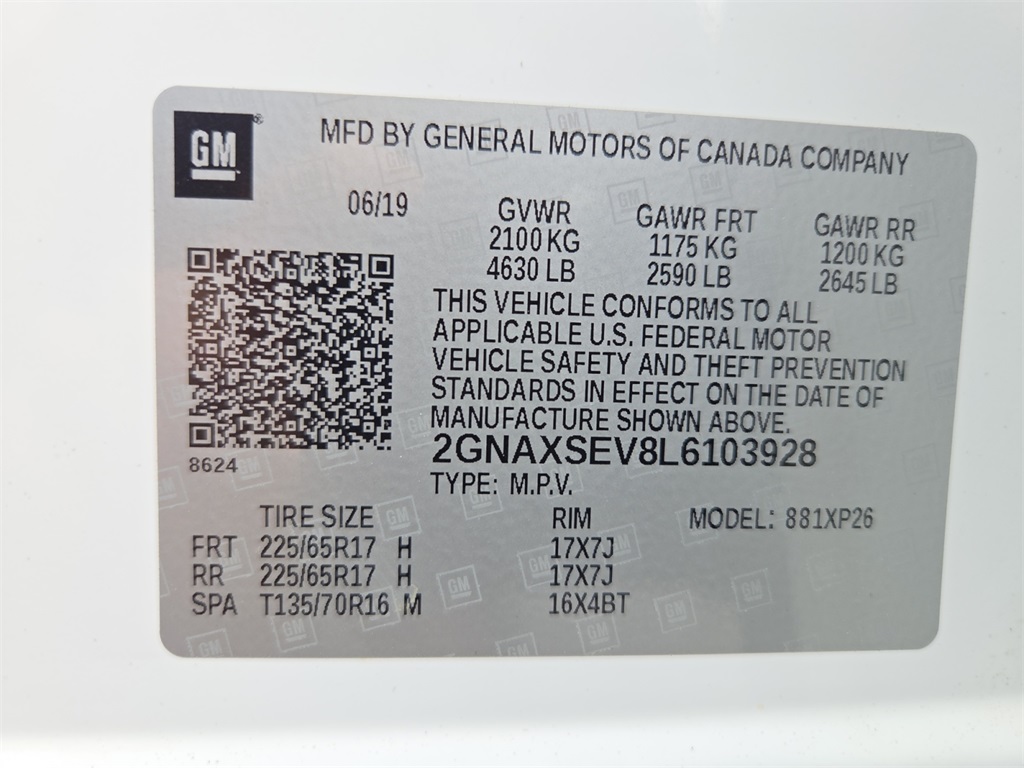 GM
MFD BY GENERAL MOTORS OF CANADA COMPANY
06/19
GVWR GAWR FRT GAWR RR
2100 KG 1175 KG 1200 KG
4630 LB 2590 LB 2645 LB
THIS VEHICLE CONFORMS TO ALL
APPLICABLE U.S. FEDERAL MOTOR
VEHICLE SAFETY AND THEFT PREVENTION
STANDARDS IN EFFECT ON THE DATE OF
MANUFACTURE SHOWN ABOVE.
8624
2GNAXSEV8L6103928
TYPE: M.P.V.
TIRE SIZE RIM MODEL: 881XP26
FRT 225/65R17 H 17X7J
RR 225/65R17 H 17X7J
SPA T135/70R16 M 16X4BT